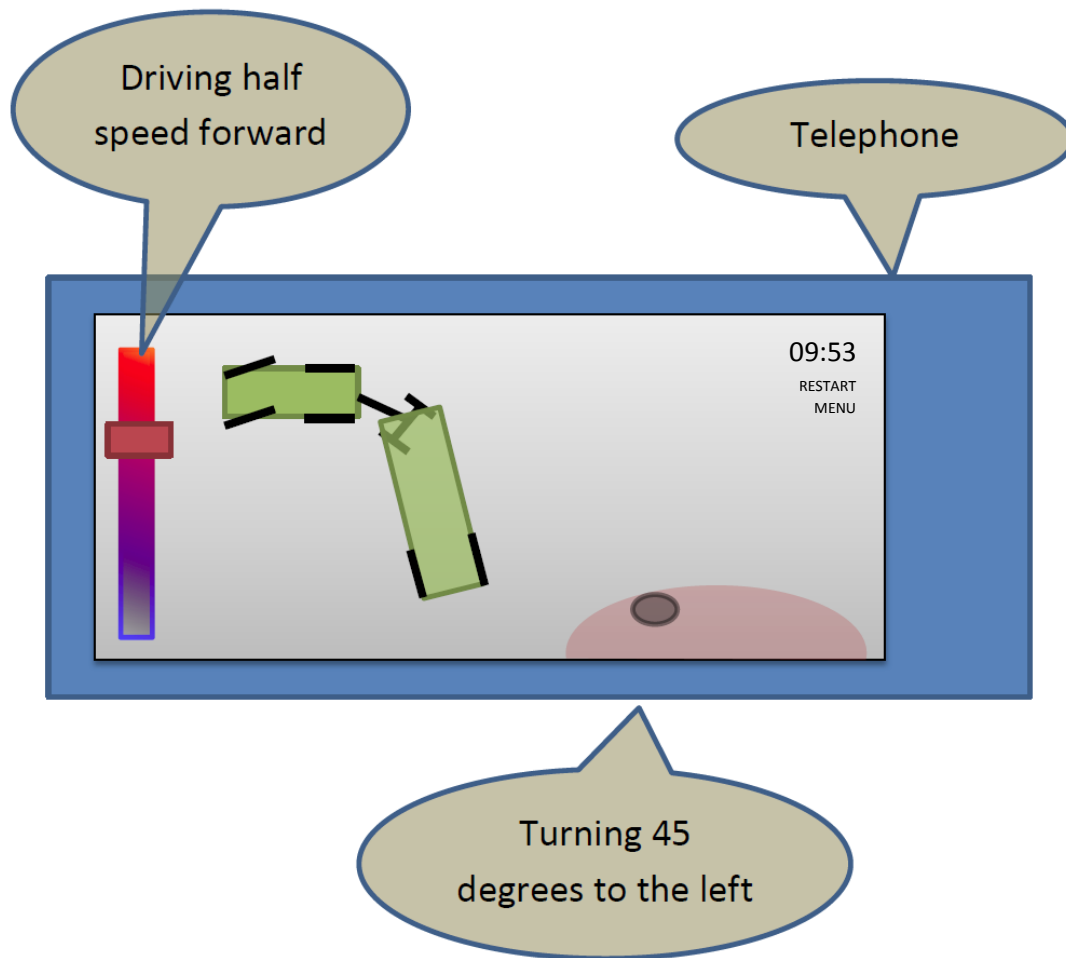 Driving half
speed forward
Telephone
09:53
RESTART
MENU
Turning 45
degrees to the left